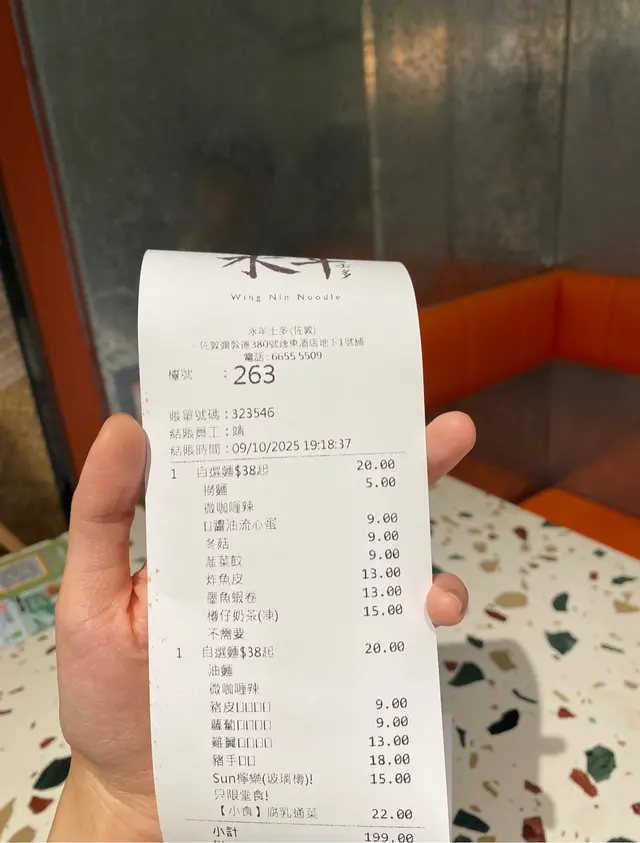 永年士多
Wing Nin Noodle
永年士多(佐敦)
佐敦彌敦道380號逸東酒店地下1號舖
電話: 6655 5509
檯號 : 263
賬單號碼 : 323546
結賬員工 : 靖
結賬時間 : 09/10/2025 19:18:37
1 自選麵$38起 20.00
撈麵 5.00
微咖喱辣
□醬油流心蛋 9.00
冬菇 9.00
韮菜餃 9.00
炸魚皮 13.00
墨魚蝦卷 13.00
樽仔奶茶(凍) 15.00
不需要
1 自選麵$38起 20.00
油麵
微咖喱辣
豬皮□□□□ 9.00
蘿蔔□□□□ 9.00
雞翼□□□□ 13.00
豬手□□ 18.00
Sun檸樂(玻璃樽)! 15.00
只限堂食!
【小食】腐乳通菜 22.00
小計 199.00